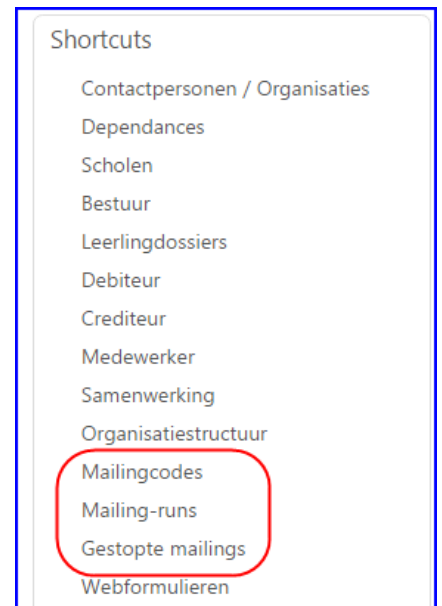 Shortcuts
Contactpersonen / Organisaties
Dependances
Scholen
Bestuur
Leerlingdossiers
Debiteur
Crediteur
Medewerker
Samenwerking
Organisatiestructuur
Mailingcodes
Mailing-runs
Gestopte mailings
Webformulieren